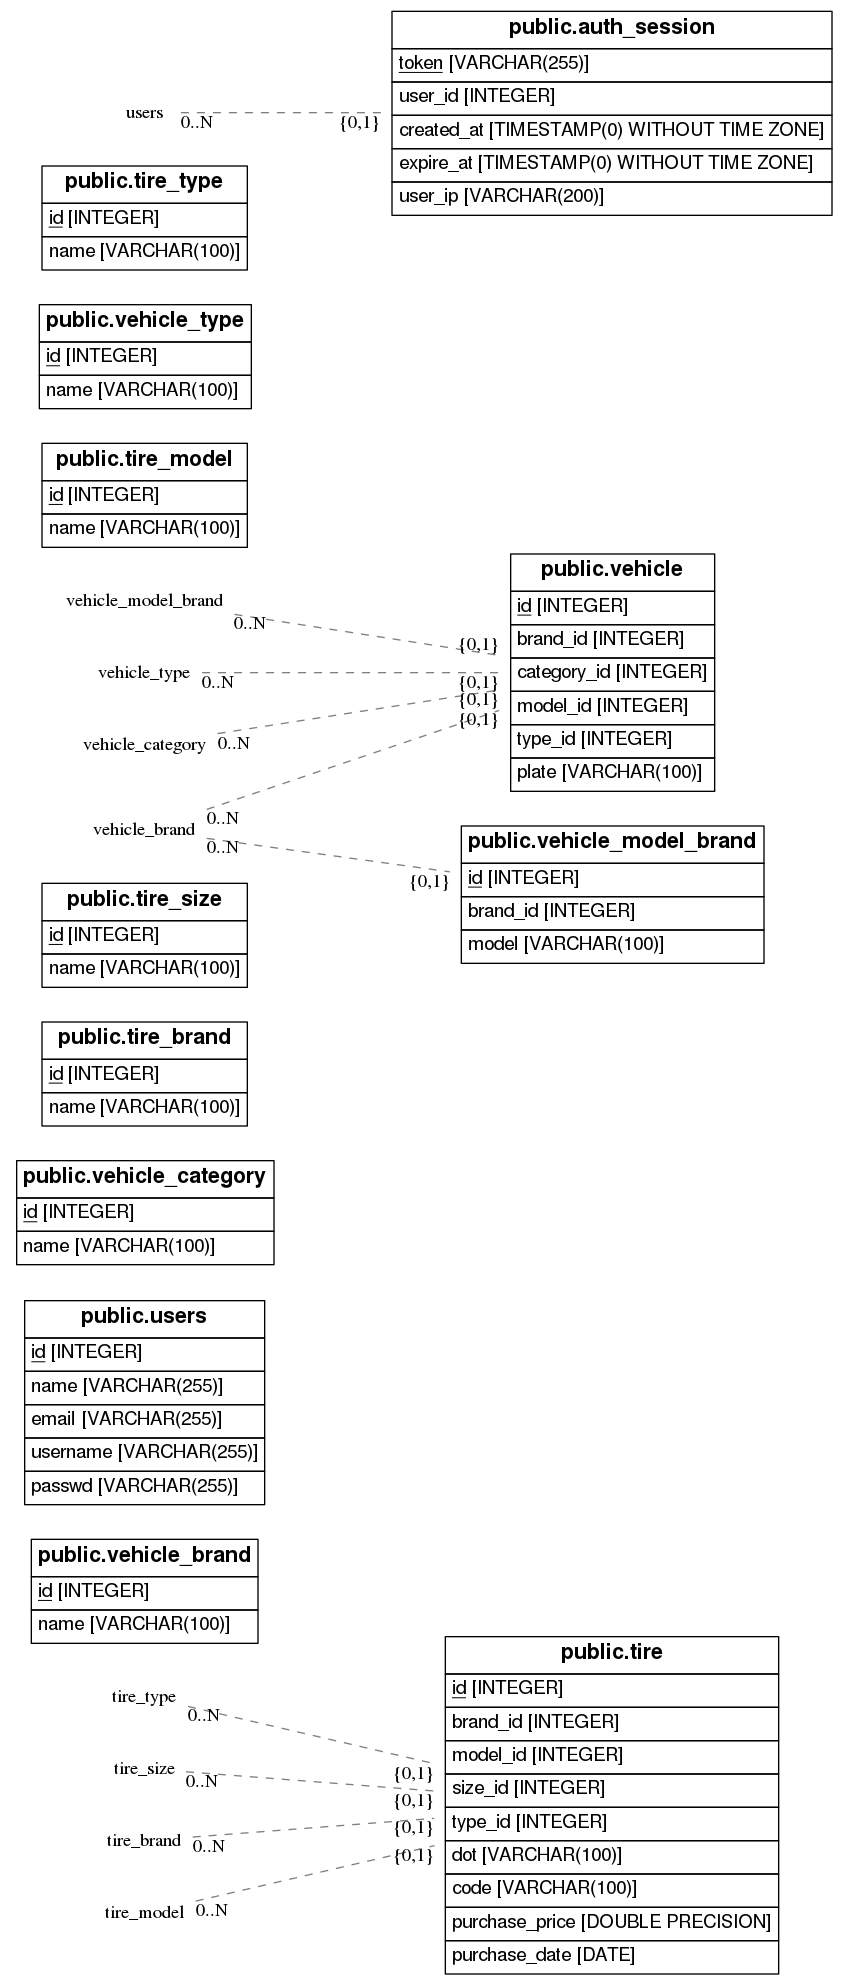 public.auth_session
token [VARCHAR(255)]
user_id [INTEGER]
created_at [TIMESTAMP(0) WITHOUT TIME ZONE]
expire_at [TIMESTAMP(0) WITHOUT TIME ZONE]
user_ip [VARCHAR(200)]
users
0..N
{0,1}
public.tire_type
id [INTEGER]
name [VARCHAR(100)]
public.vehicle_type
id [INTEGER]
name [VARCHAR(100)]
public.tire_model
id [INTEGER]
name [VARCHAR(100)]
public.vehicle
id [INTEGER]
brand_id [INTEGER]
category_id [INTEGER]
model_id [INTEGER]
type_id [INTEGER]
plate [VARCHAR(100)]
vehicle_model_brand
0..N
{0,1}
vehicle_type
0..N
{0,1}
vehicle_category
0..N
{0,1}
vehicle_brand
0..N
{0,1}
0..N
{0,1}
public.vehicle_model_brand
id [INTEGER]
brand_id [INTEGER]
model [VARCHAR(100)]
public.tire_size
id [INTEGER]
name [VARCHAR(100)]
public.tire_brand
id [INTEGER]
name [VARCHAR(100)]
public.vehicle_category
id [INTEGER]
name [VARCHAR(100)]
public.users
id [INTEGER]
name [VARCHAR(255)]
email [VARCHAR(255)]
username [VARCHAR(255)]
passwd [VARCHAR(255)]
public.vehicle_brand
id [INTEGER]
name [VARCHAR(100)]
public.tire
id [INTEGER]
brand_id [INTEGER]
model_id [INTEGER]
size_id [INTEGER]
type_id [INTEGER]
dot [VARCHAR(100)]
code [VARCHAR(100)]
purchase_price [DOUBLE PRECISION]
purchase_date [DATE]
tire_type
0..N
{0,1}
tire_size
0..N
{0,1}
tire_brand
0..N
{0,1}
tire_model
0..N
{0,1}